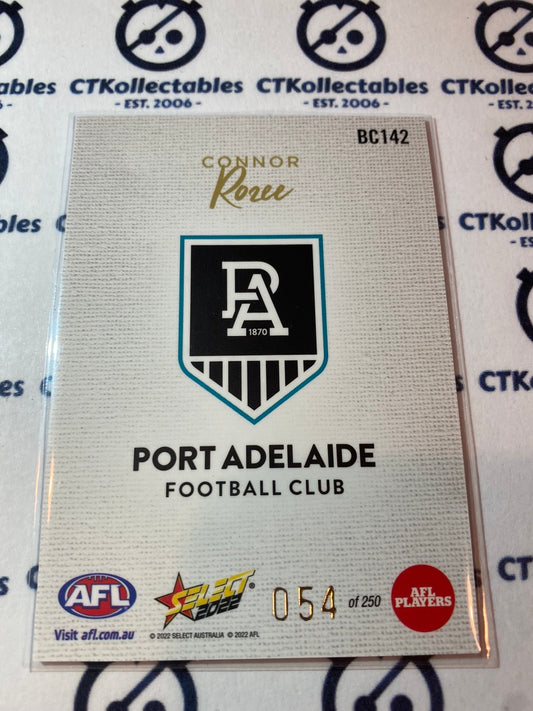 CTKollectables
- EST. 2006 -
CTKollectables
- EST. 2006 -
CTKollectables
- EST. 2006 -
BC142
CONNOR
Rozee
PA
1870
PORT ADELAIDE
FOOTBALL CLUB
AFL
Visit afl.com.au
SELECT
2022
®
© 2022 SELECT AUSTRALIA © 2022 AFL
054 of 250
AFL
PLAYERS